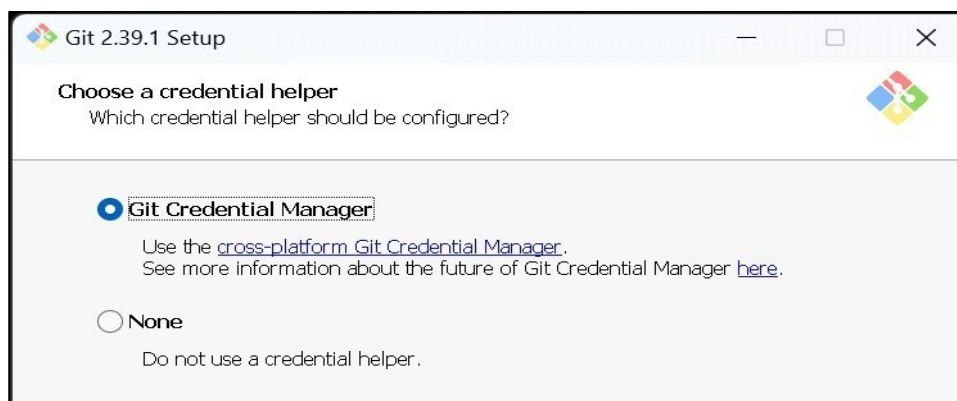 Git 2.39.1 Setup
Choose a credential helper
Which credential helper should be configured?
Git Credential Manager
Use the cross-platform Git Credential Manager.
See more information about the future of Git Credential Manager here.
None
Do not use a credential helper.